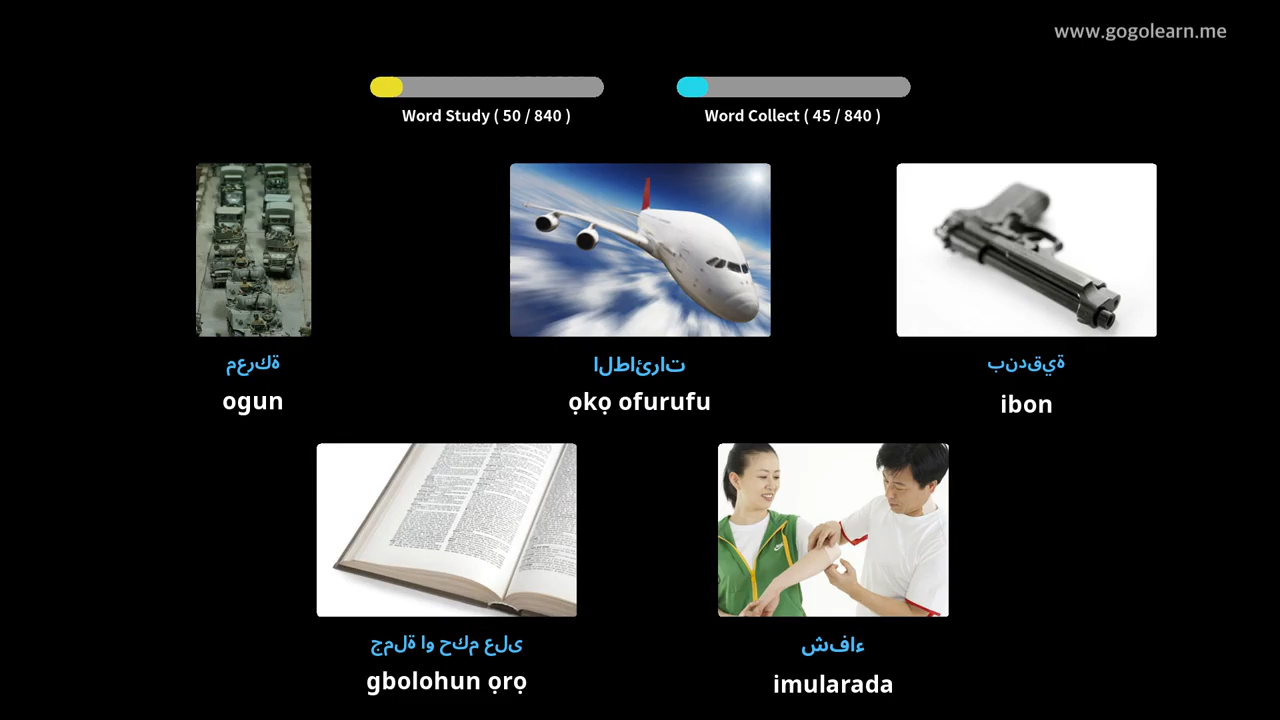 www.gogolearn.me
Word Study ( 50 / 840 )
Word Collect ( 45 / 840 )
معركة
ogun
الطائرات
ọkọ ofurufu
بندقية
ibon
جملة او حكم على
gbolohun ọrọ
شفاء
imularada